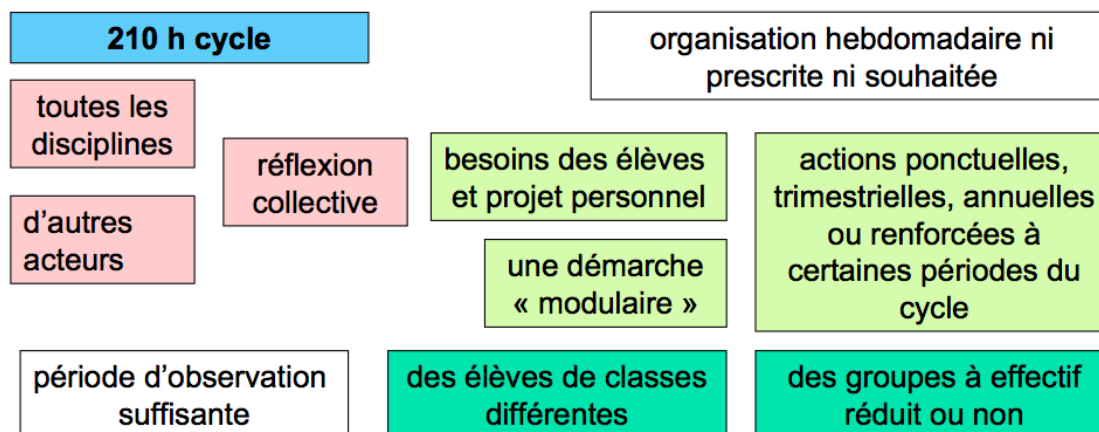 210 h cycle
organisation hebdomadaire ni
prescrite ni souhaitée
toutes les
disciplines
réflexion
collective
besoins des élèves
et projet personnel
actions ponctuelles,
trimestrielles, annuelles
ou renforcées à
certaines périodes du
cycle
d'autres
acteurs
une démarche
« modulaire »
période d'observation
suffisante
des élèves de classes
différentes
des groupes à effectif
réduit ou non